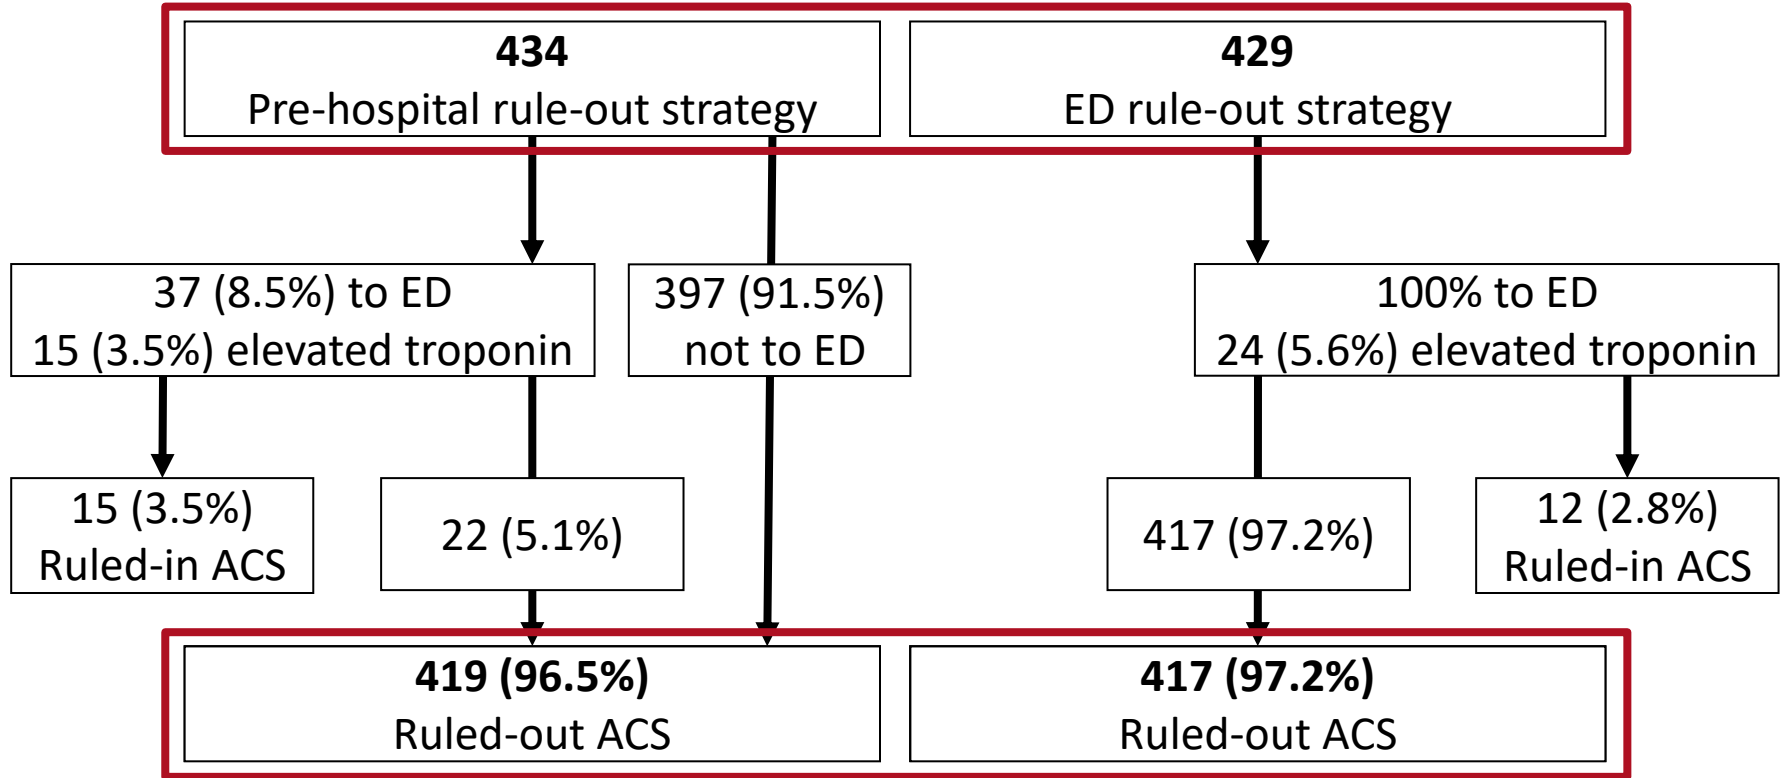 434
Pre-hospital rule-out strategy
429
ED rule-out strategy
37 (8.5%) to ED
15 (3.5%) elevated troponin
397 (91.5%)
not to ED
100% to ED
24 (5.6%) elevated troponin
15 (3.5%)
Ruled-in ACS
22 (5.1%)
417 (97.2%)
12 (2.8%)
Ruled-in ACS
419 (96.5%)
Ruled-out ACS
417 (97.2%)
Ruled-out ACS